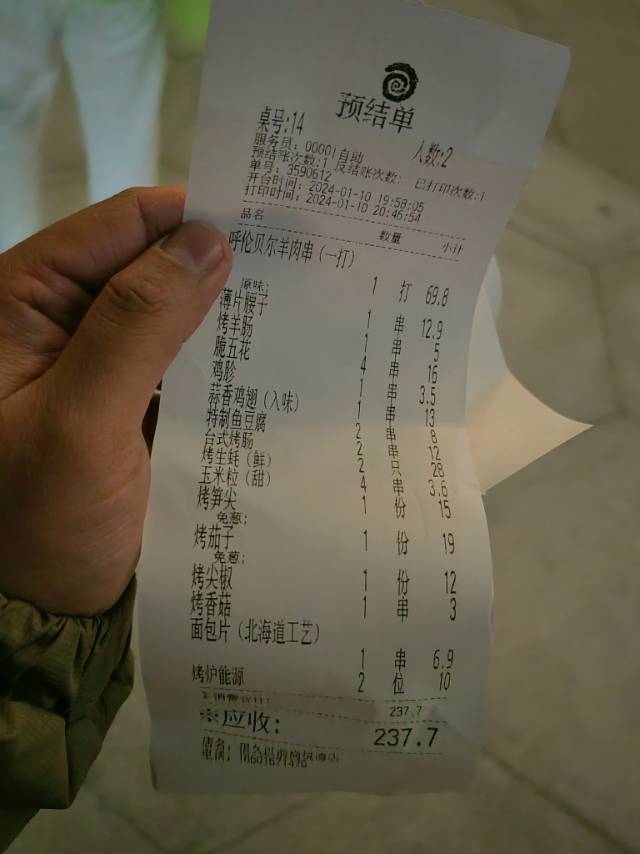 预结单
桌号:14 人数:2
服务员: 00001自助
预结账次数:1 反结账次数: 已打印次数:1
单号: 3590612
开台时间: 2024-01-10 19:58:05
打印时间: 2024-01-10 20:46:54
品名 数量 小计
呼伦贝尔羊肉串(一打)
1 打 69.8
原味;
薄片腰子 1 串 12.9
烤羊肠 1 串 5
脆五花 4 串 16
鸡胗 1 串 3.5
蒜香鸡翅(入味) 1 串 13
特制鱼豆腐 2 串 8
台式烤肠 2 串 12
烤生蚝(鲜) 2 只 28
玉米粒(甜) 4 串 3.6
烤笋尖 1 份 15
免葱;
烤茄子 1 份 19
免葱;
烤尖椒 1 份 12
烤香菇 1 串 3
面包片(北海道工艺)
1 串 6.9
烤炉能源 2 位 10
237.7
※应收: 237.7